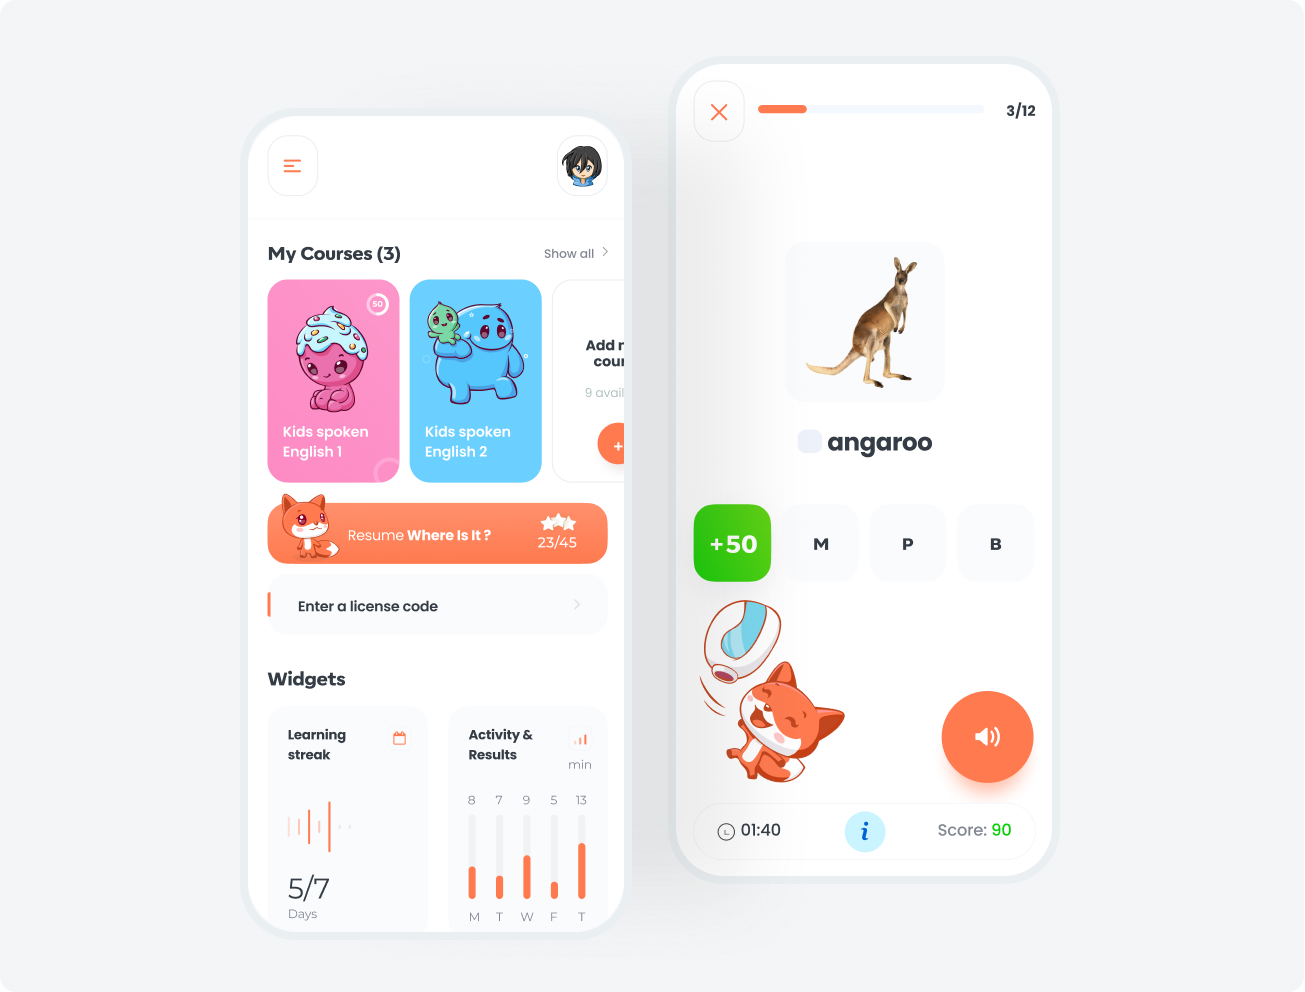 My Courses (3)
Show all
50
Kids spoken
English 1
Kids spoken
English 2
Add
9
+
Resume Where Is It ?
23/45
Enter a license code
Widgets
Learning
streak
5/7
Days
Activity &
Results
min
8 7 9 5 13
M T W F T
3/12
angaroo
+50
M
P
B
01:40
i
Score: 90